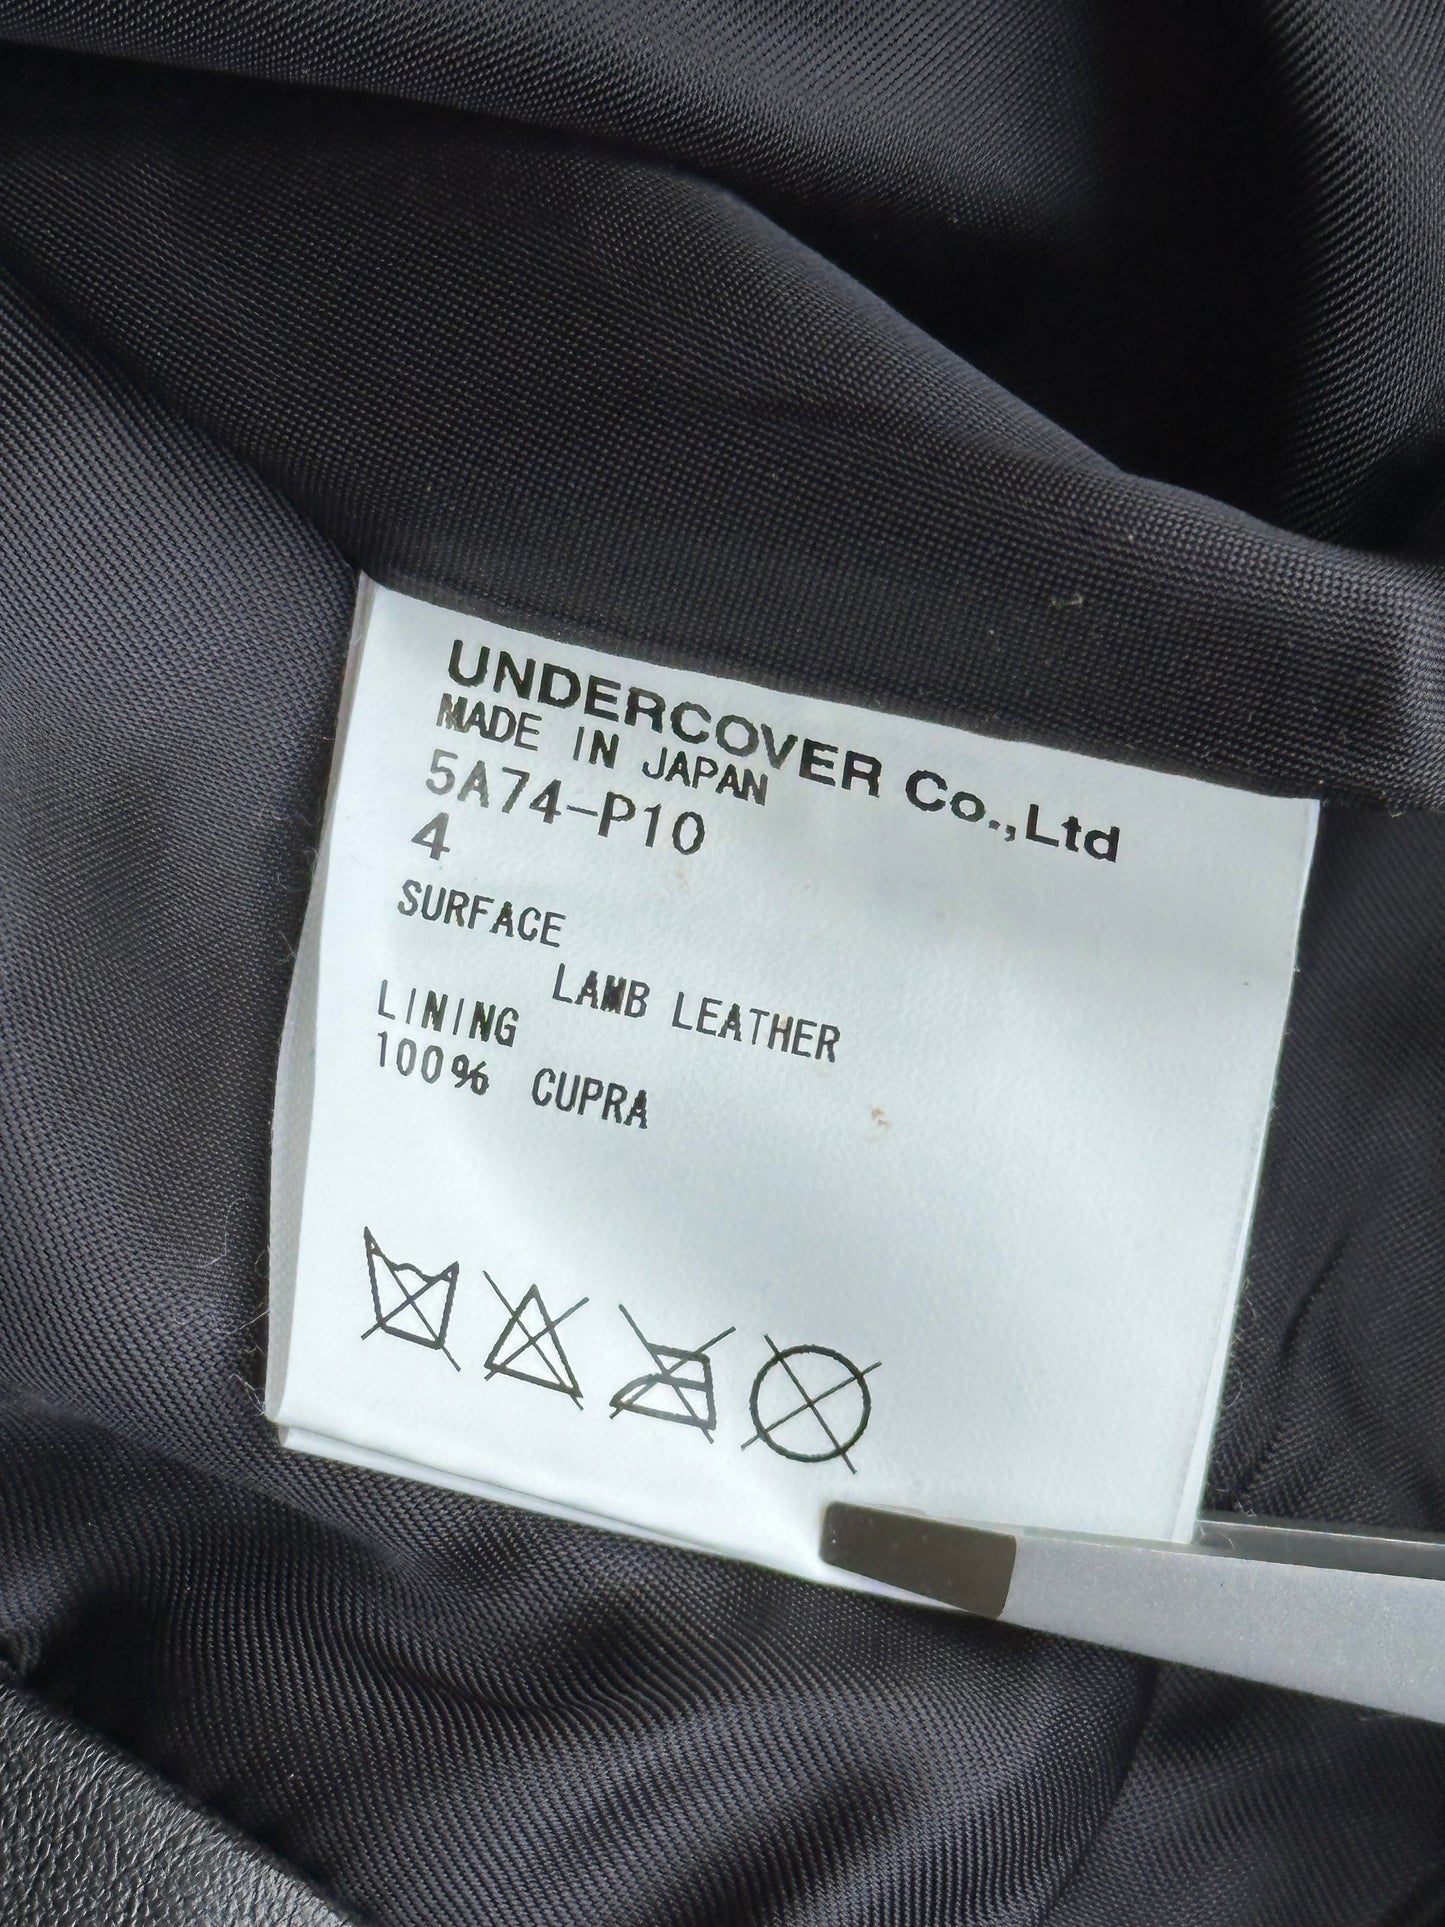 UNDERCOVER Co.,Ltd
MADE IN JAPAN
5A74-P10
4
SURFACE
LAMB LEATHER
LINING
100% CUPRA